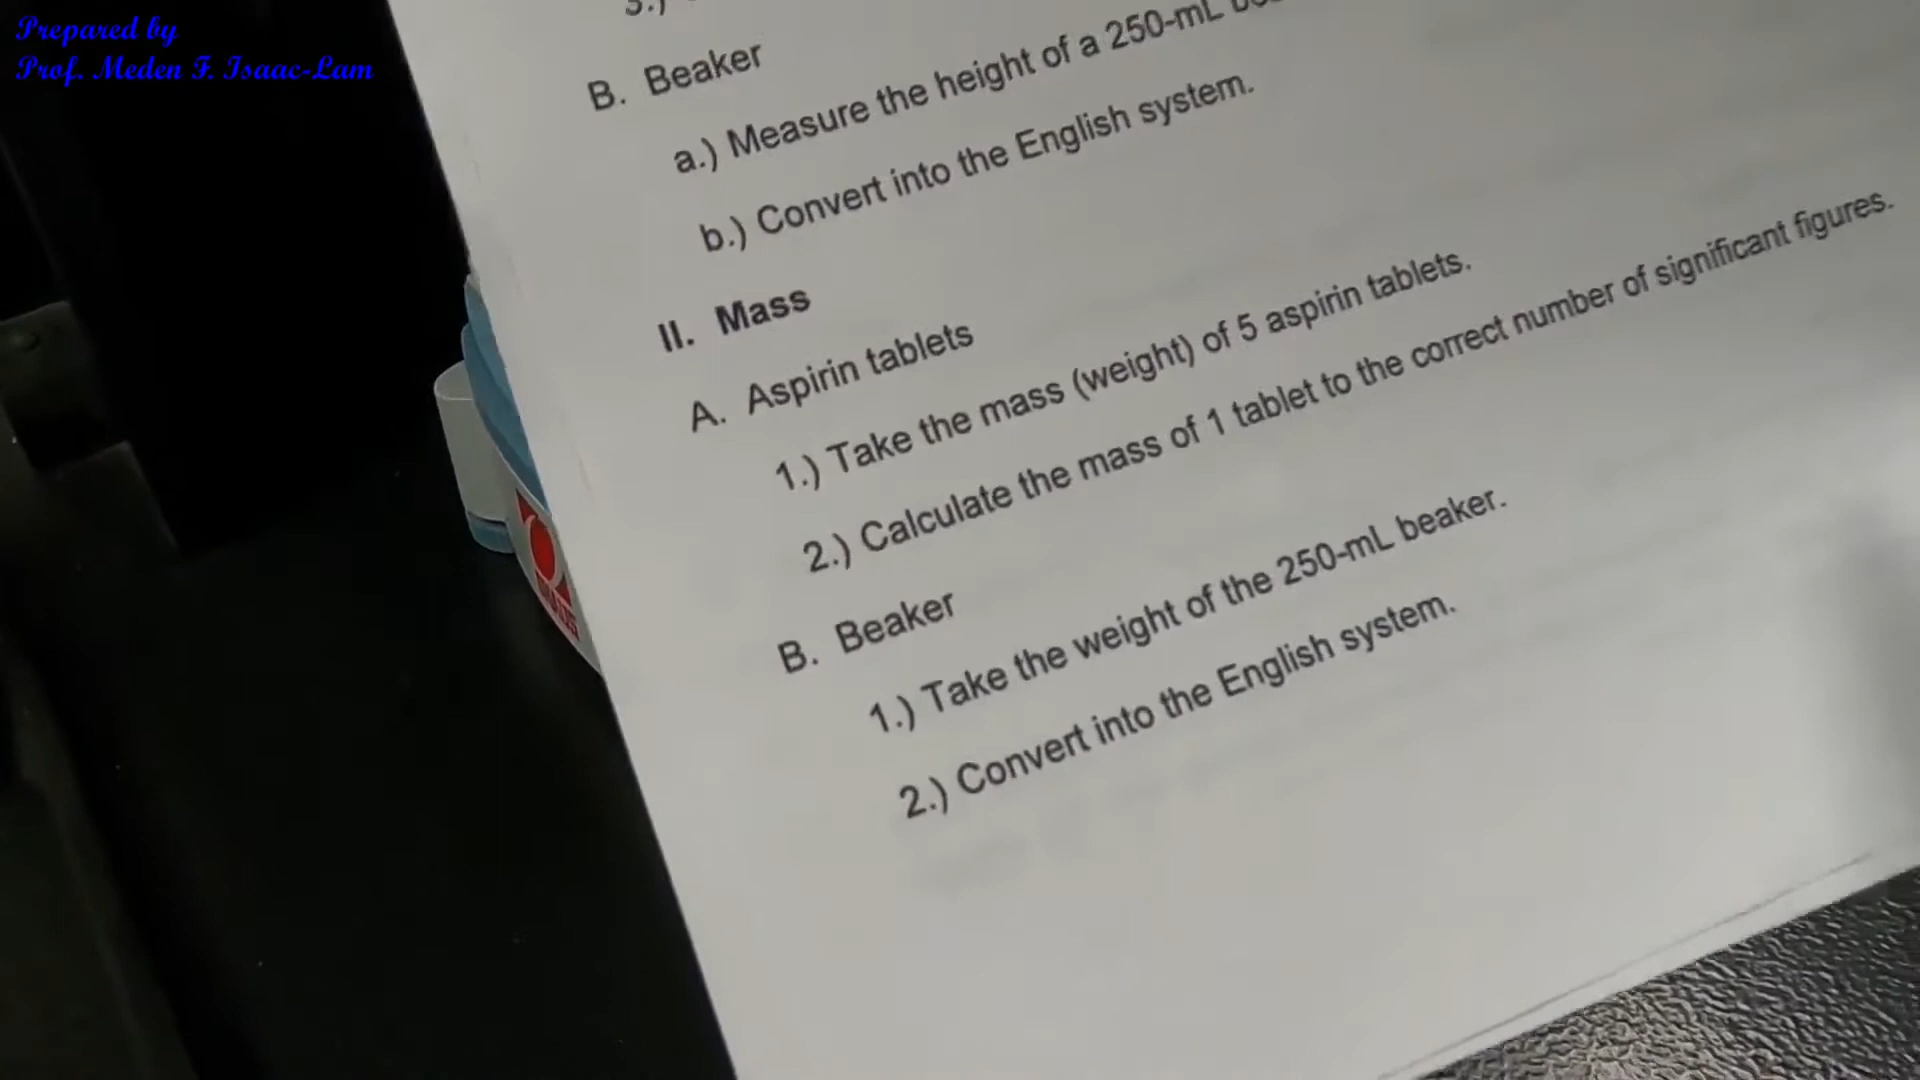 Prepared by
Prof. Meden F. Isaac-Lam
3.)
B. Beaker
a.) Measure the height of a 250-mL
b.) Convert into the English system.
II. Mass
A. Aspirin tablets
1.) Take the mass (weight) of 5 aspirin tablets.
2.) Calculate the mass of 1 tablet to the correct number of significant figures.
B. Beaker
1.) Take the weight of the 250-mL beaker.
2.) Convert into the English system.